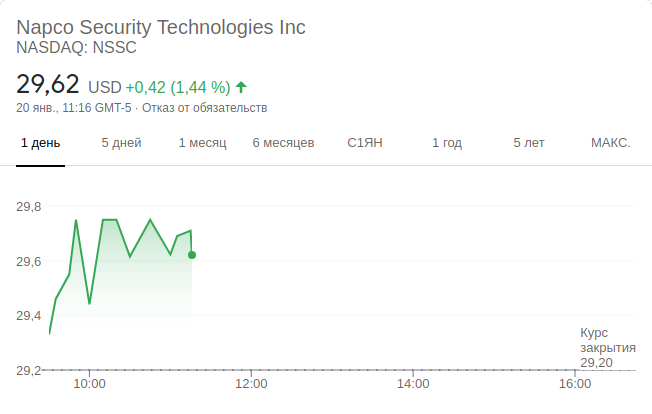 Napco Security Technologies Inc
NASDAQ: NSSC
29,62 USD +0,42 (1,44 %)
20 янв., 11:16 GMT-5 · Отказ от обязательств
1 день 5 дней 1 месяц 6 месяцев С1ЯН 1 год 5 лет МАКС.
29,8
29,6
29,4
Курс
закрытия
29,20
29,2
10:00 12:00 14:00 16:00